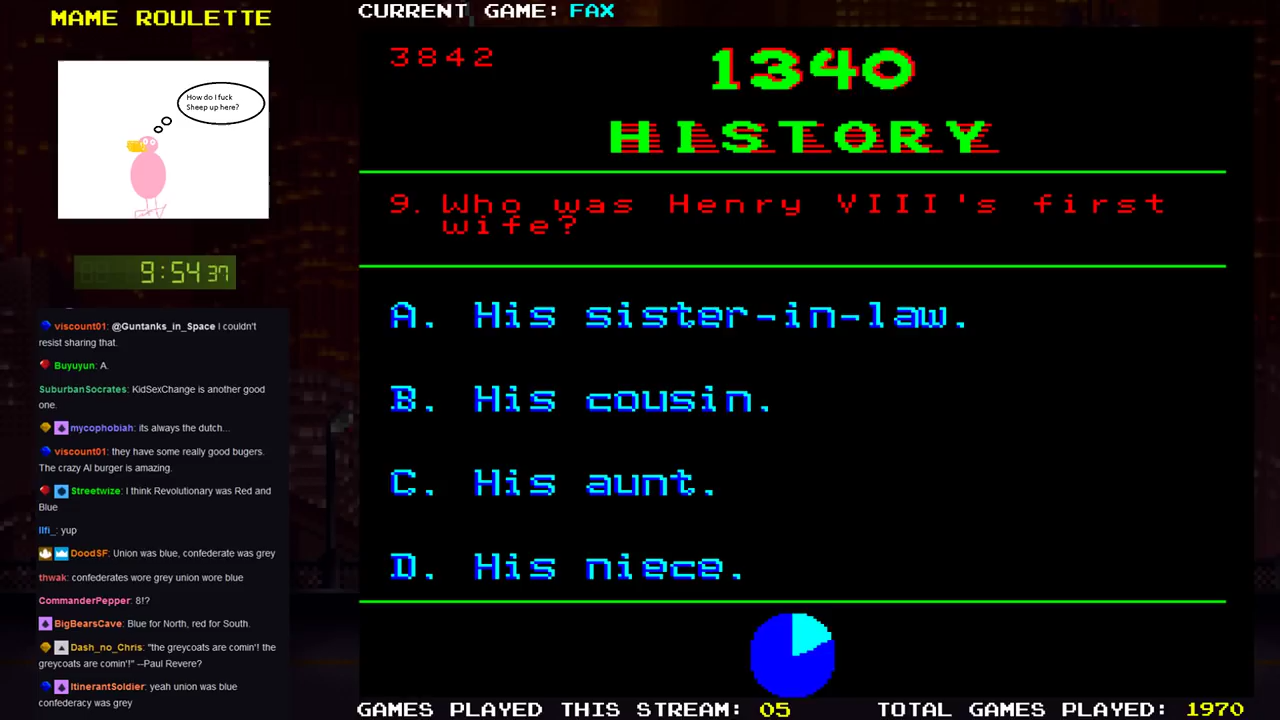 MAME ROULETTE
CURRENT GAME: FAX
How do I fuck
Sheep up here?
3842
1340
HISTORY
9. Who was Henry VIII's first
wife?
A. His sister-in-law.
B. His cousin.
C. His aunt.
D. His niece.
9:54 37
viscount01: @Guntanks_in_Space I couldn't
resist sharing that.
Buyuyun: A.
SuburbanSocrates: KidSexChange is another good
one.
mycophobiah: its always the dutch...
viscount01: they have some really good bugers.
The crazy Al burger is amazing.
Streetwize: I think Revolutionary was Red and
Blue
llfi_: yup
DoodSF: Union was blue, confederate was grey
thwak: confederates wore grey union wore blue
CommanderPepper: 8!?
BigBearsCave: Blue for North, red for South.
Dash_no_Chris: "the greycoats are comin'! the
greycoats are comin'!" --Paul Revere?
ItinerantSoldier: yeah union was blue
confederacy was grey
GAMES PLAYED THIS STREAM: 05
TOTAL GAMES PLAYED: 1970